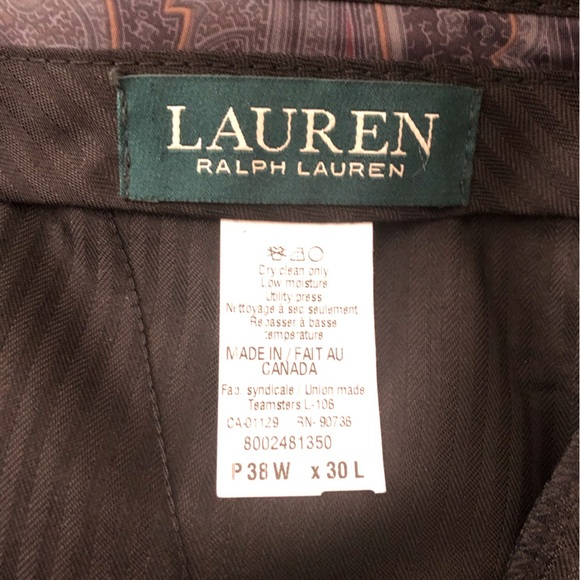 LAUREN
RALPH LAUREN
Dry clean only
Low moisture
Utility press
Nettoyage à sec seulement
Repasser à basse
température
MADE IN / FAIT AU
CANADA
Fab. syndicale / Union made
Teamsters L-106
CA-01129 RN-90736
8002481350
P 38 W x 30 L